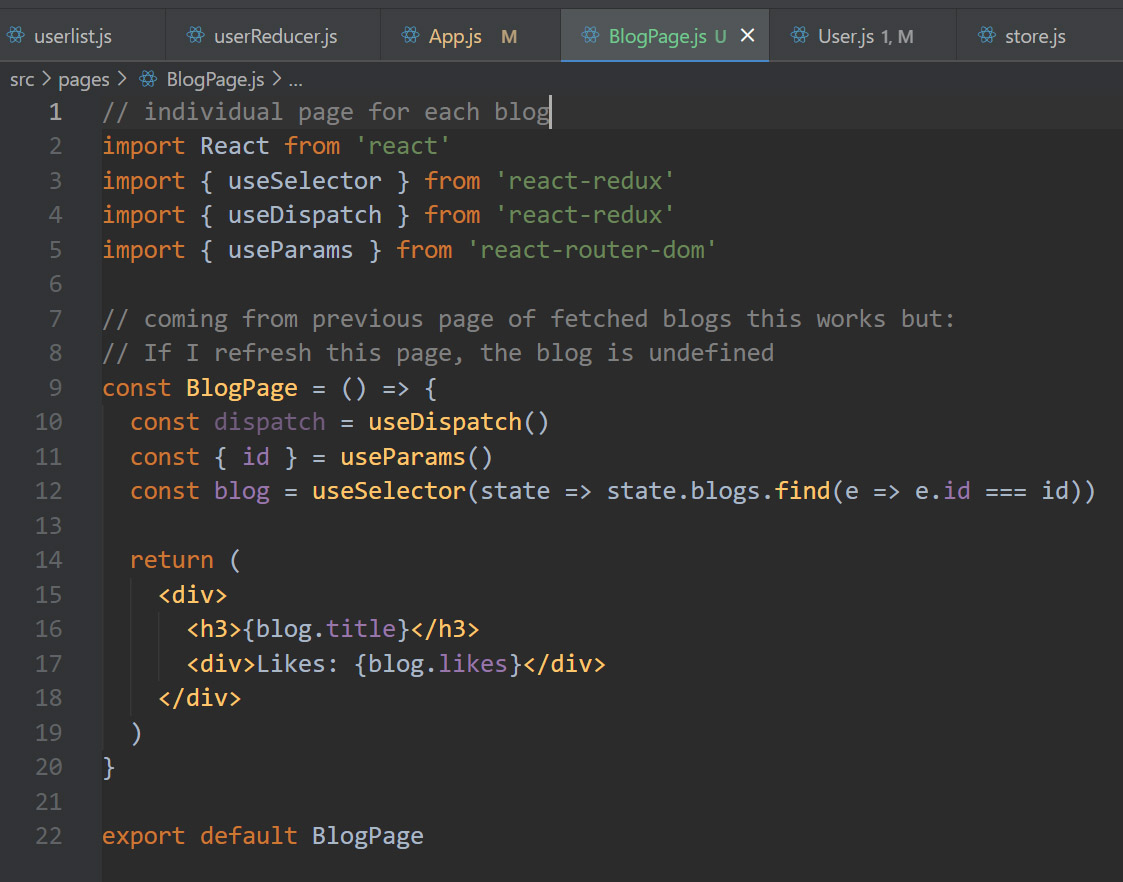 userlist.js userReducer.js App.js M BlogPage.js U × User.js 1, M store.js
src > pages > BlogPage.js > ...
1 // individual page for each blog
2 import React from 'react'
3 import { useSelector } from 'react-redux'
4 import { useDispatch } from 'react-redux'
5 import { useParams } from 'react-router-dom'
6
7 // coming from previous page of fetched blogs this works but:
8 // If I refresh this page, the blog is undefined
9 const BlogPage = () => {
10   const dispatch = useDispatch()
11   const { id } = useParams()
12   const blog = useSelector(state => state.blogs.find(e => e.id === id))
13
14   return (
15     <div>
16       <h3>{blog.title}</h3>
17       <div>Likes: {blog.likes}</div>
18     </div>
19   )
20 }
21
22 export default BlogPage